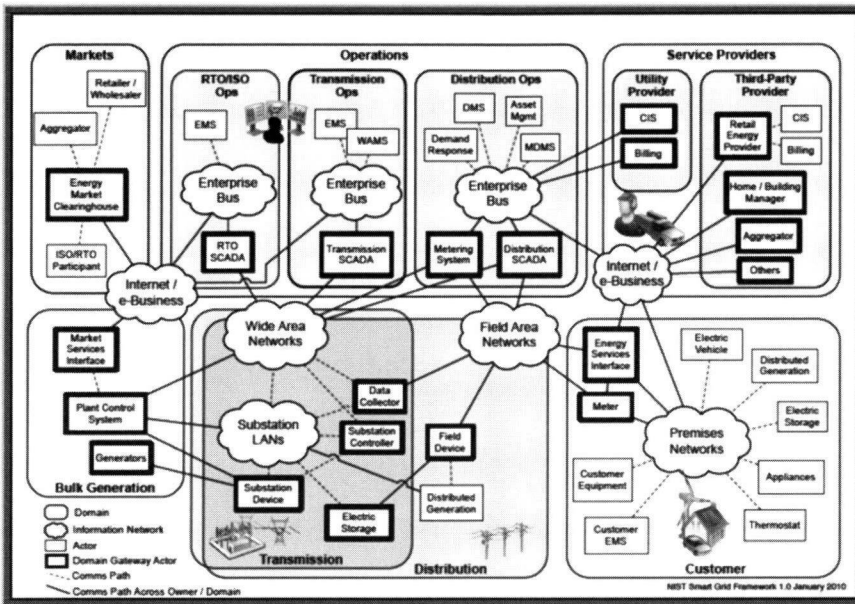 Markets
Retailer /
Wholesaler
Aggregator
Energy
Market
Clearinghouse
ISO/RTO
Participant
Internet /
e-Business
Operations
RTO/ISO
Ops
EMS
Enterprise
Bus
RTO
SCADA
Transmission
Ops
EMS
WAMS
Enterprise
Bus
Transmission
SCADA
Distribution Ops
DMS
Asset
Mgmt
Demand
Response
MDMS
Enterprise
Bus
Metering
System
Distribution
SCADA
Service Providers
Utility
Provider
CIS
Billing
Third-Party
Provider
Retail
Energy
Provider
CIS
Billing
Home / Building
Manager
Aggregator
Others
Internet /
e-Business
Market
Services
Interface
Plant Control
System
Generators
Bulk Generation
Wide Area
Networks
Field Area
Networks
Data
Collector
Substation
LANs
Substation
Controller
Field
Device
Substation
Device
Electric
Storage
Distributed
Generation
Transmission
Distribution
Energy
Services
Interface
Meter
Electric
Vehicle
Distributed
Generation
Electric
Storage
Premises
Networks
Customer
Equipment
Appliances
Customer
EMS
Thermostat
Customer
Domain
Information Network
Actor
Domain Gateway Actor
Comms Path
Comms Path Across Owner / Domain
NIST Smart Grid Framework 1.0 January 2010